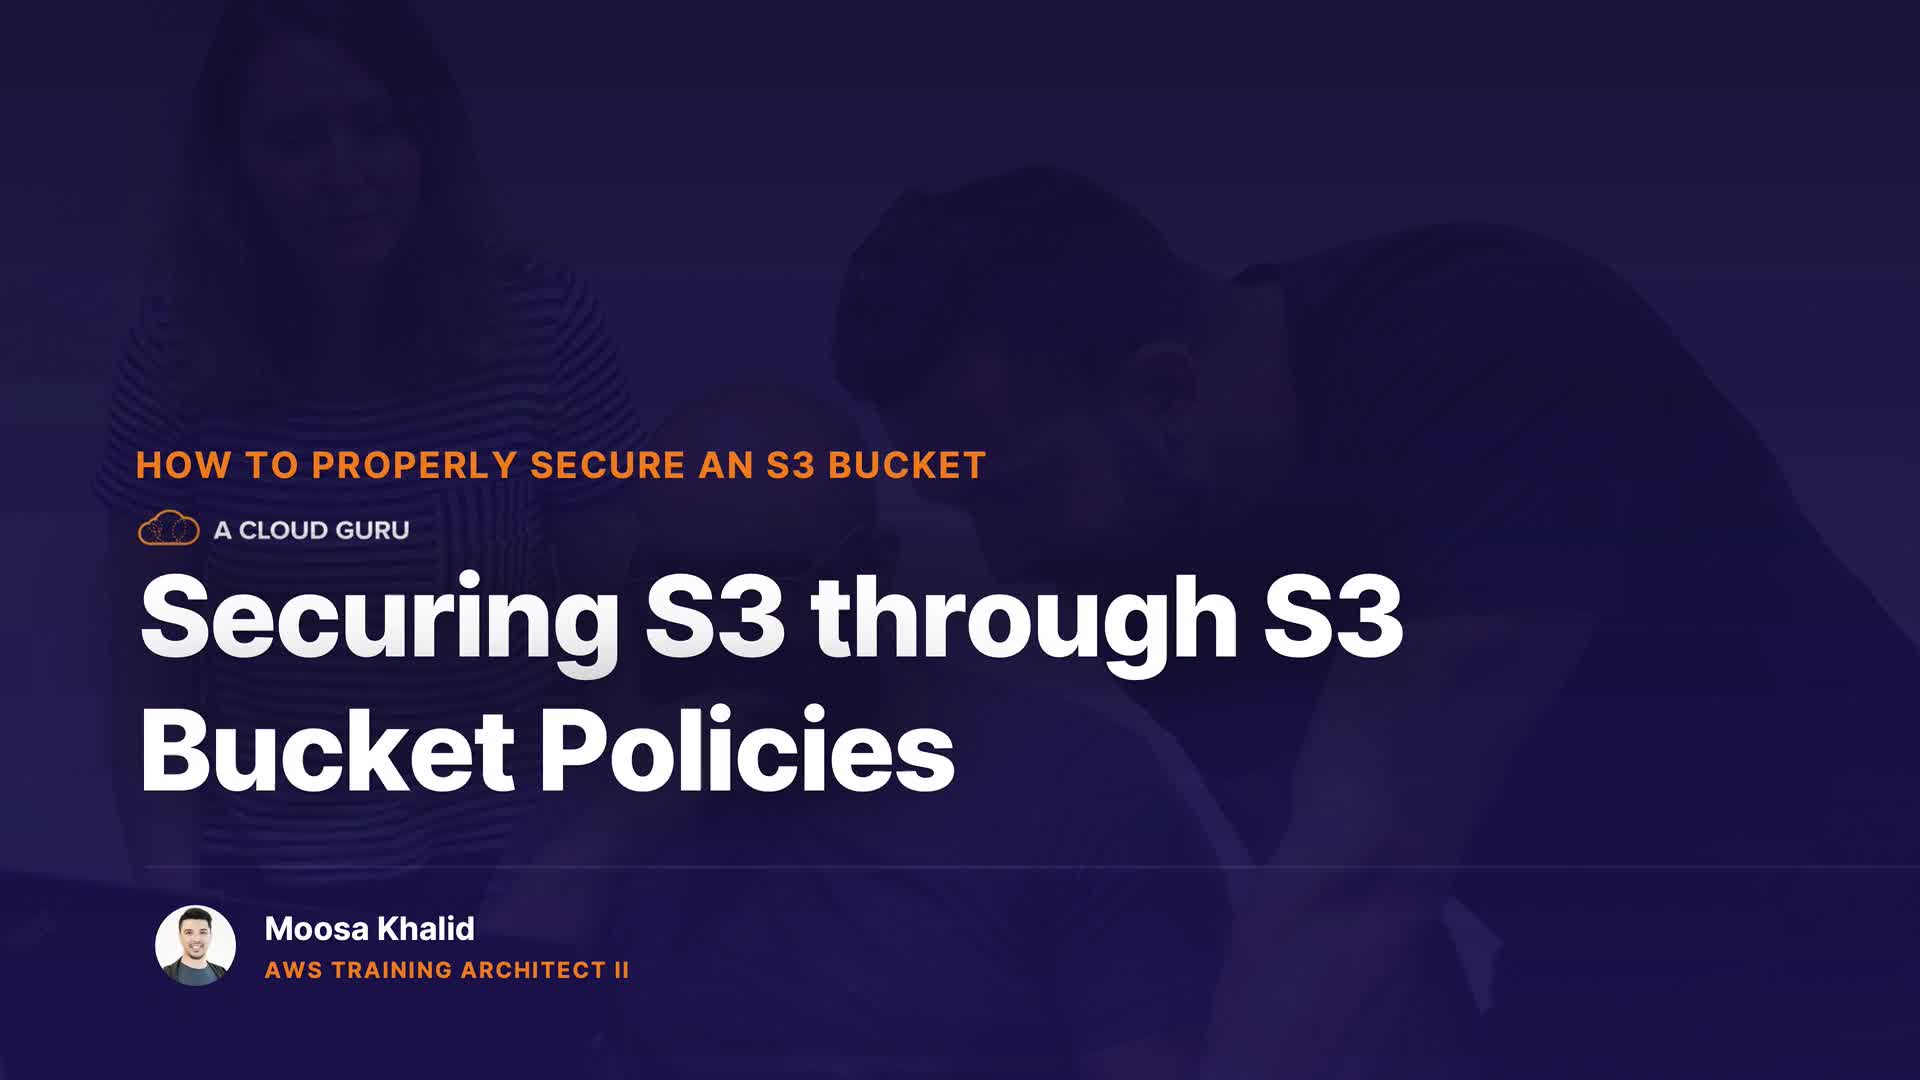 HOW TO PROPERLY SECURE AN S3 BUCKET
A CLOUD GURU
Securing S3 through S3
Bucket Policies
Moosa Khalid
AWS TRAINING ARCHITECT II